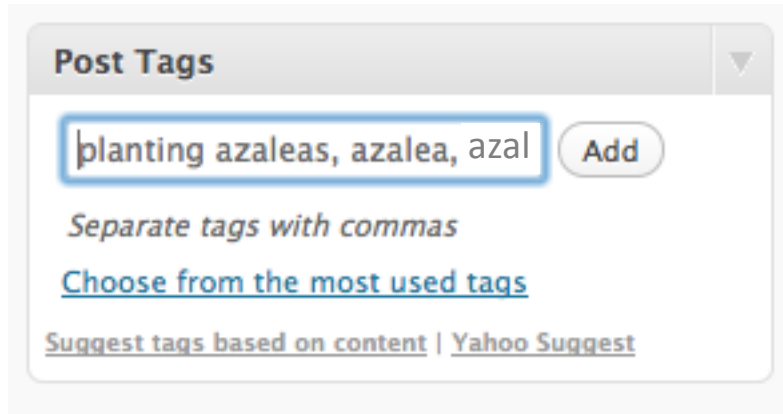 Post Tags
planting azaleas, azalea, azal Add
Separate tags with commas
Choose from the most used tags
Suggest tags based on content | Yahoo Suggest